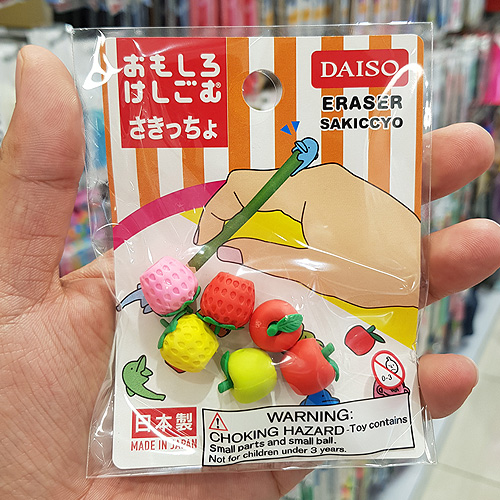 おもしろ
けしごむ
さきっちょ
DAISO
ERASER
SAKICCYO
0-3
日本製
MADE IN JAPAN
WARNING:
CHOKING HAZARD-Toy contains
Small parts and small ball.
Not for children under 3 years.